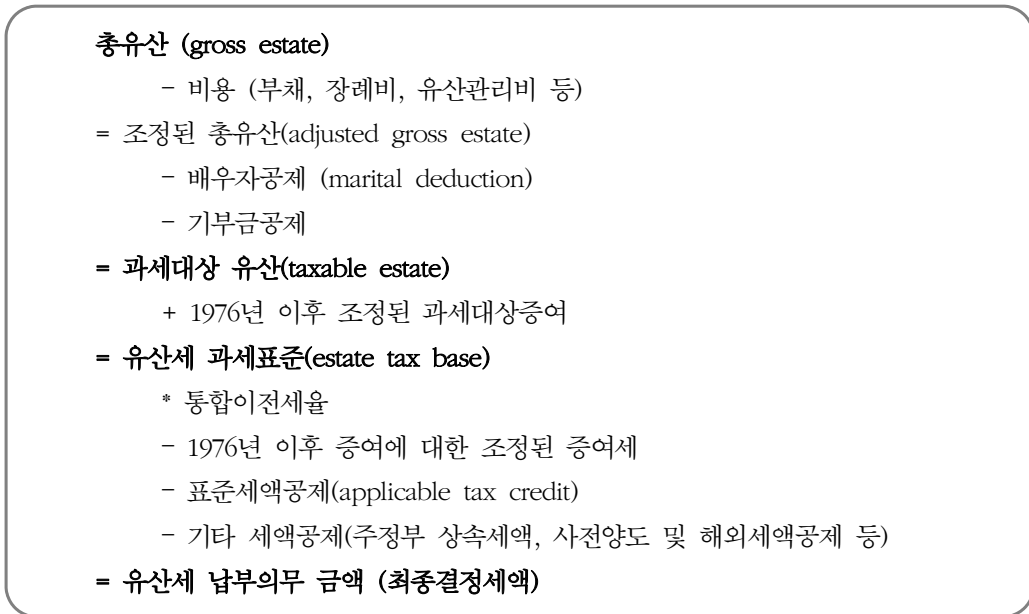 총유산 (gross estate)
- 비용 (부채, 장례비, 유산관리비 등)
= 조정된 총유산(adjusted gross estate)
- 배우자공제 (marital deduction)
- 기부금공제
= 과세대상 유산(taxable estate)
+ 1976년 이후 조정된 과세대상증여
= 유산세 과세표준(estate tax base)
* 통합이전세율
- 1976년 이후 증여에 대한 조정된 증여세
- 표준세액공제(applicable tax credit)
- 기타 세액공제(주정부 상속세액, 사전양도 및 해외세액공제 등)
= 유산세 납부의무 금액 (최종결정세액)